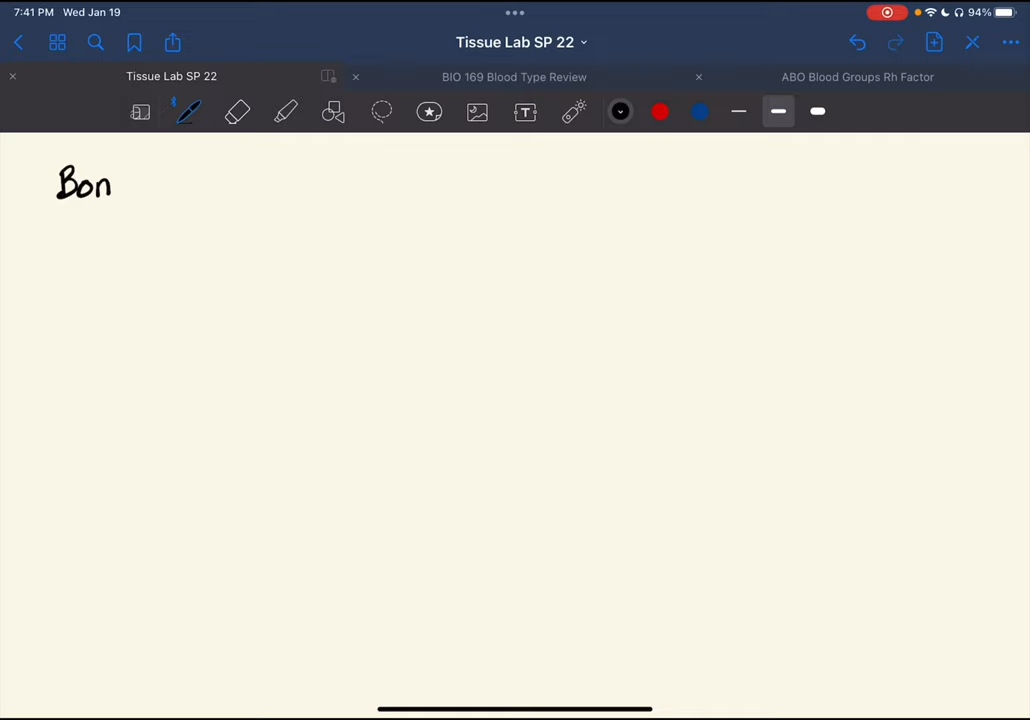 7:41 PM Wed Jan 19
94%
Tissue Lab SP 22
Tissue Lab SP 22
BIO 169 Blood Type Review
ABO Blood Groups Rh Factor
T
Bon